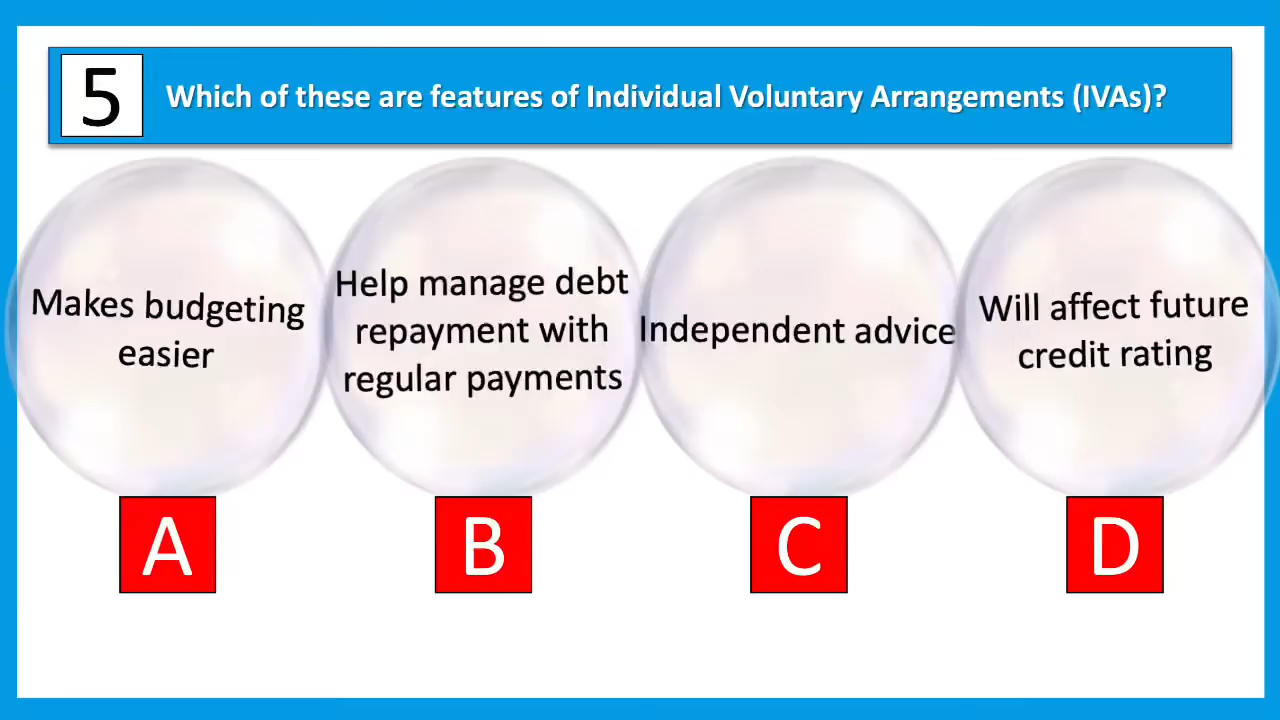 5
Which of these are features of Individual Voluntary Arrangements (IVAs)?
Makes budgeting
easier
Help manage debt
repayment with
regular payments
Independent advice
Will affect future
credit rating
A
B
C
D